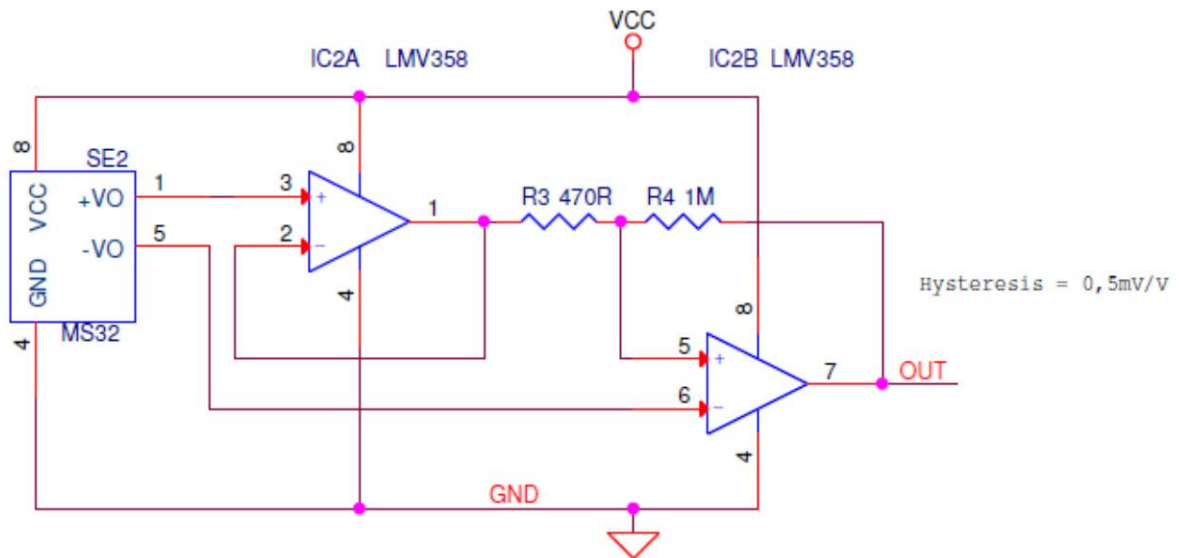 VCC
IC2A LMV358
IC2B LMV358
8
SE2
8
VCC
+VO
1
3
+
1
R3 470R
R4 1M
-VO
5
2
-
GND
4
MS32
4
8
Hysteresis = 0,5mV/V
5
+
7
OUT
6
-
4
GND